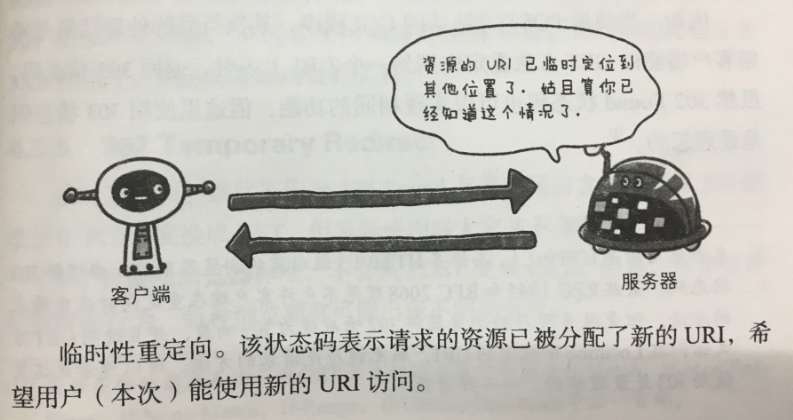 资源的 URI 已临时定位到
其他位置了．姑且算你已
经知道这个情况了．
客户端
服务器
临时性重定向。该状态码表示请求的资源已被分配了新的 URI，希
望用户（本次）能使用新的 URI 访问。